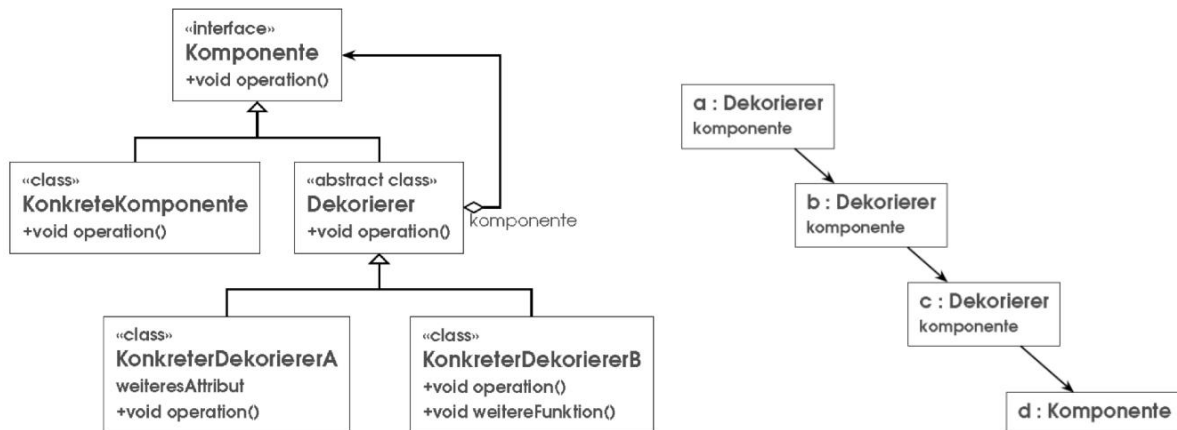 «interface»
Komponente
+void operation()
«class»
KonkreteKomponente
+void operation()
«abstract class»
Dekorierer
+void operation()
komponente
«class»
KonkreterDekoriererA
weiteresAttribut
+void operation()
«class»
KonkreterDekoriererB
+void operation()
+void weitereFunktion()
a : Dekorierer
komponente
b : Dekorierer
komponente
c : Dekorierer
komponente
d : Komponente